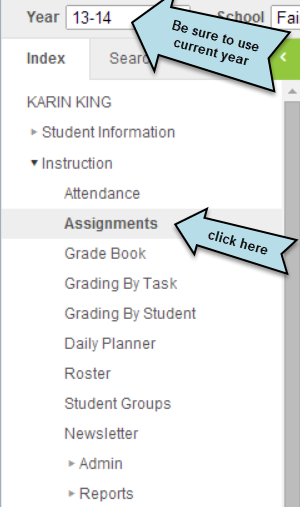 Year 13-14 School Fai
Be sure to use
current year
Index Sear
KARIN KING
Student Information
Instruction
Attendance
Assignments
click here
Grade Book
Grading By Task
Grading By Student
Daily Planner
Roster
Student Groups
Newsletter
Admin
Reports